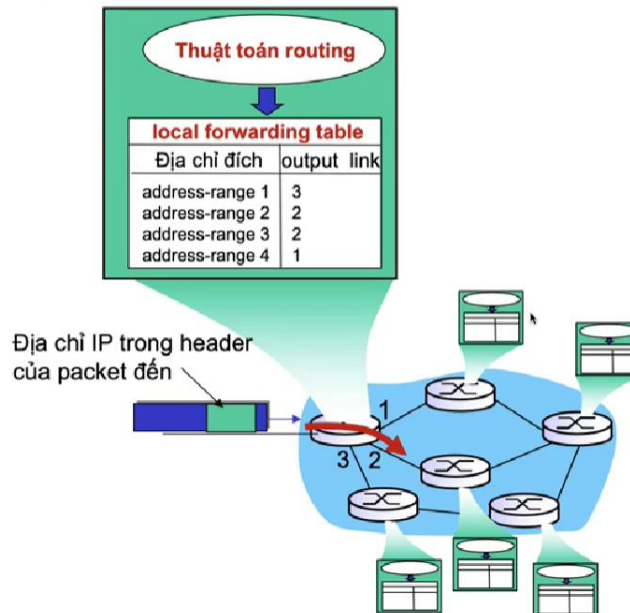 Thuật toán routing
local forwarding table
Địa chỉ đích output link
address-range 1 3
address-range 2 2
address-range 3 2
address-range 4 1
Địa chỉ IP trong header
của packet đến
1
3 2